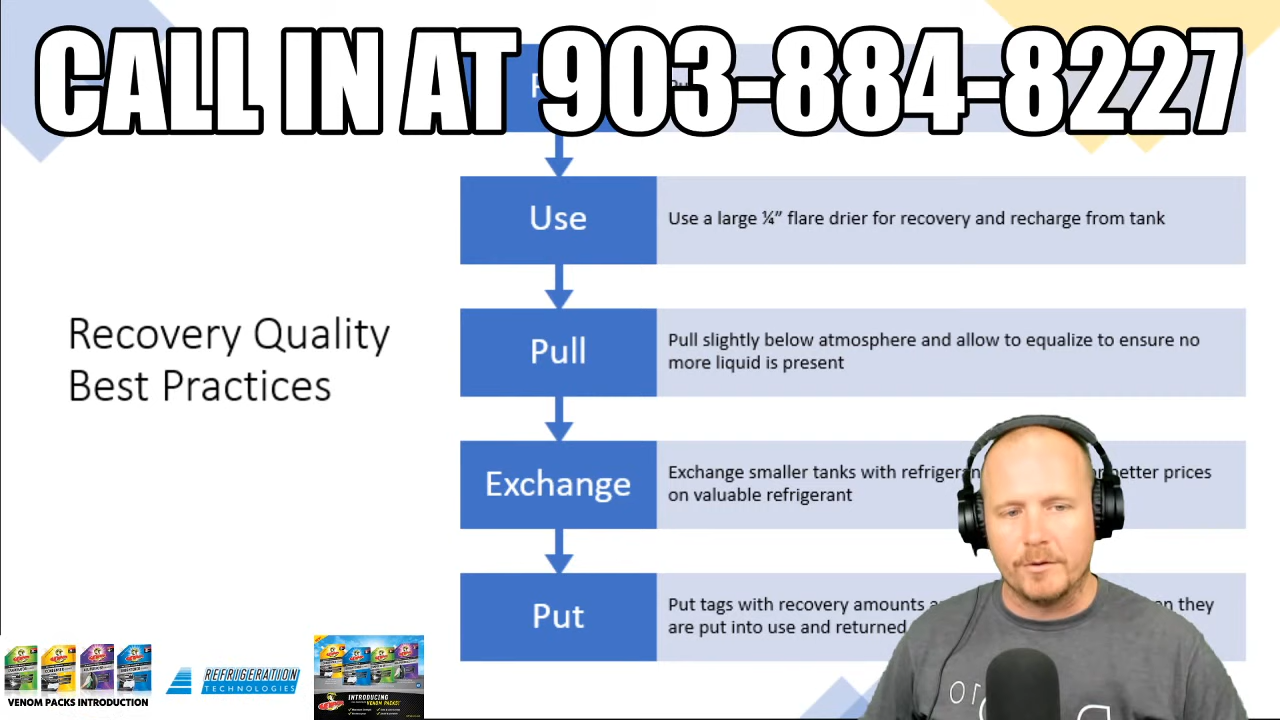 CALL IN AT 903-884-8227
Use
Use a large ¼” flare drier for recovery and recharge from tank
Recovery Quality
Best Practices
Pull
Pull slightly below atmosphere and allow to equalize to ensure no
more liquid is present
Exchange
Exchange smaller tanks with better prices
on valuable refrigerant
Put
Put tags with recovery amounts they
are put into use and returned
VENOM PACKS INTRODUCTION
REFRIGERATION
TECHNOLOGIES
INTRODUCING
VENOM PACKS!